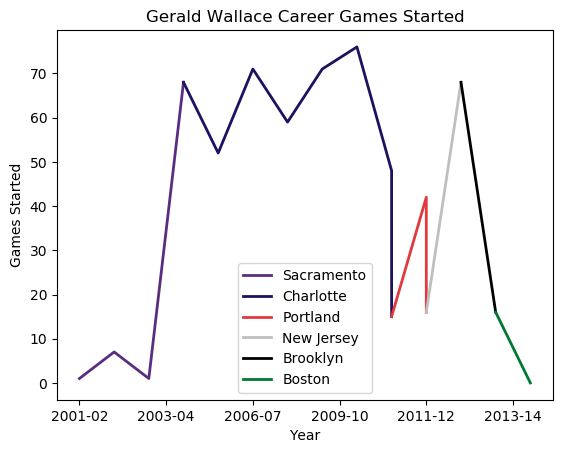 Gerald Wallace Career Games Started
Games Started
70
60
50
40
30
20
10
0
Sacramento
Charlotte
Portland
New Jersey
Brooklyn
Boston
2001-02 2003-04 2006-07 2009-10 2011-12 2013-14
Year